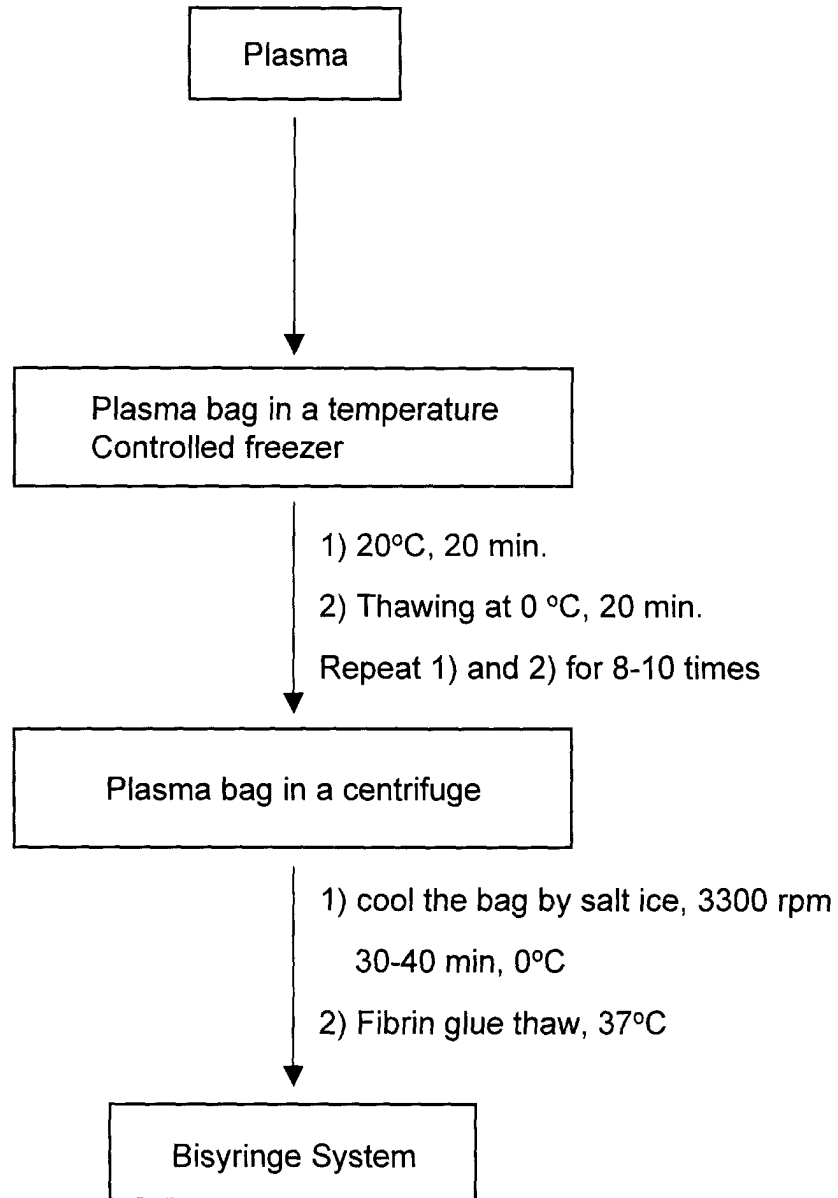 Plasma
Plasma bag in a temperature
Controlled freezer
1) 20°C, 20 min.
2) Thawing at 0 °C, 20 min.
Repeat 1) and 2) for 8-10 times
Plasma bag in a centrifuge
1) cool the bag by salt ice, 3300 rpm
30-40 min, 0°C
2) Fibrin glue thaw, 37°C
Bisyringe System